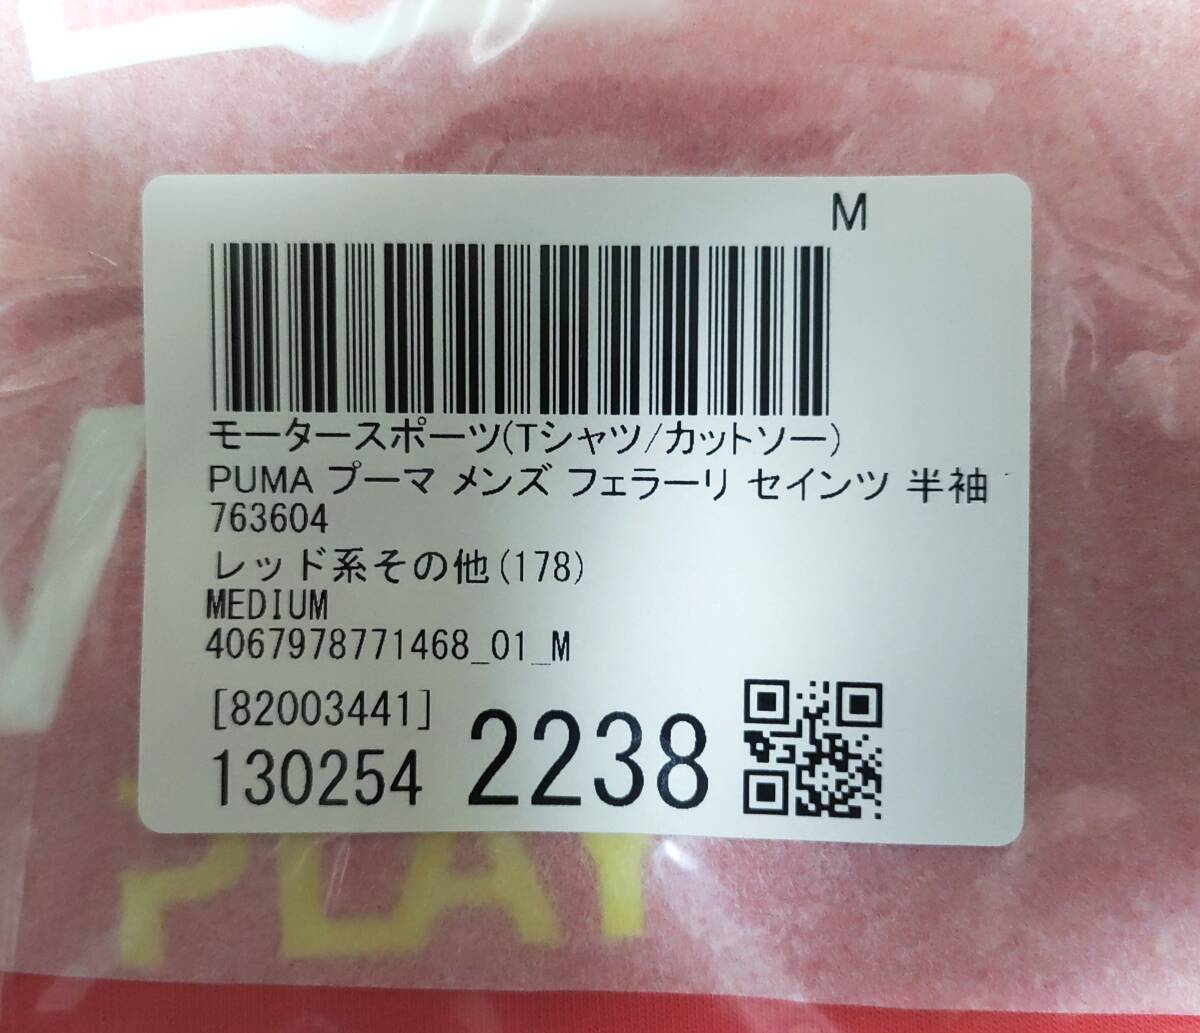 M
モータースポーツ(Tシャツ/カットソー)
PUMA プーマ メンズ フェラーリ セインツ 半袖
763604
レッド系その他(178)
MEDIUM
4067978771468_01_M
[82003441]
130254 2238
PLAY